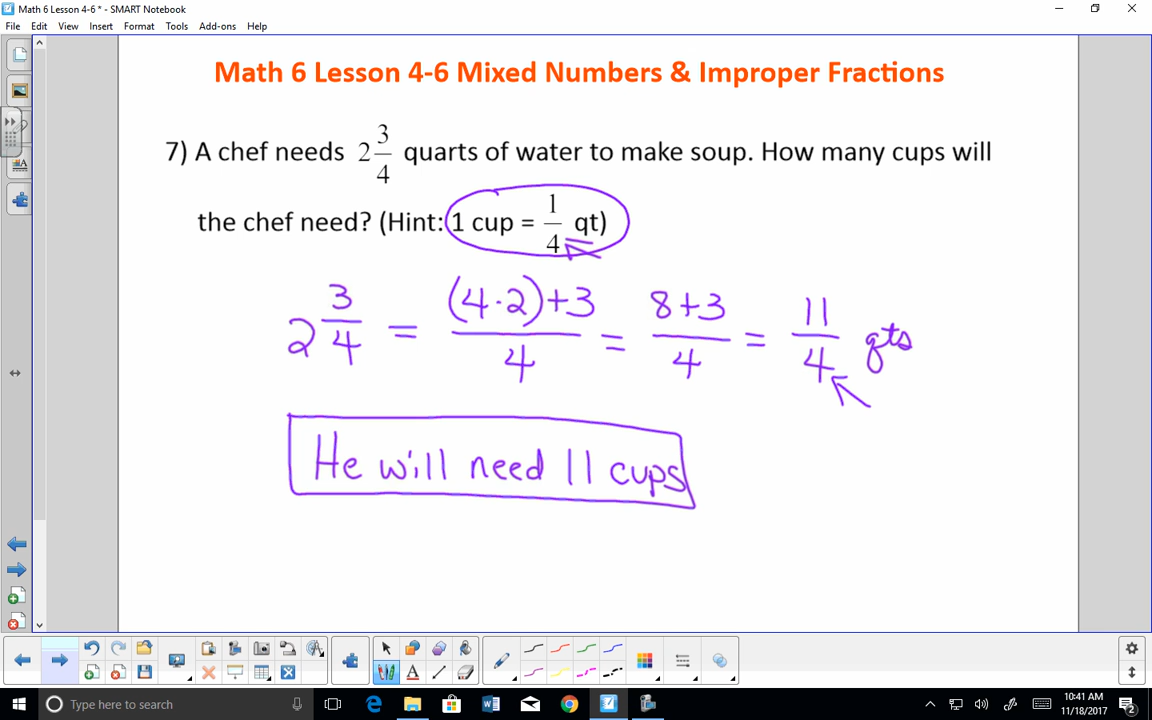 Math 6 Lesson 4-6 * - SMART Notebook
File Edit View Insert Format Tools Add-ons Help
Math 6 Lesson 4-6 Mixed Numbers & Improper Fractions
7) A chef needs 2 3/4 quarts of water to make soup. How many cups will
the chef need? (Hint: 1 cup = 1/4 qt)
2 3/4 = (4·2)+3/4 = 8+3/4 = 11/4 qts
He will need 11 cups
Type here to search
10:41 AM
11/18/2017
2